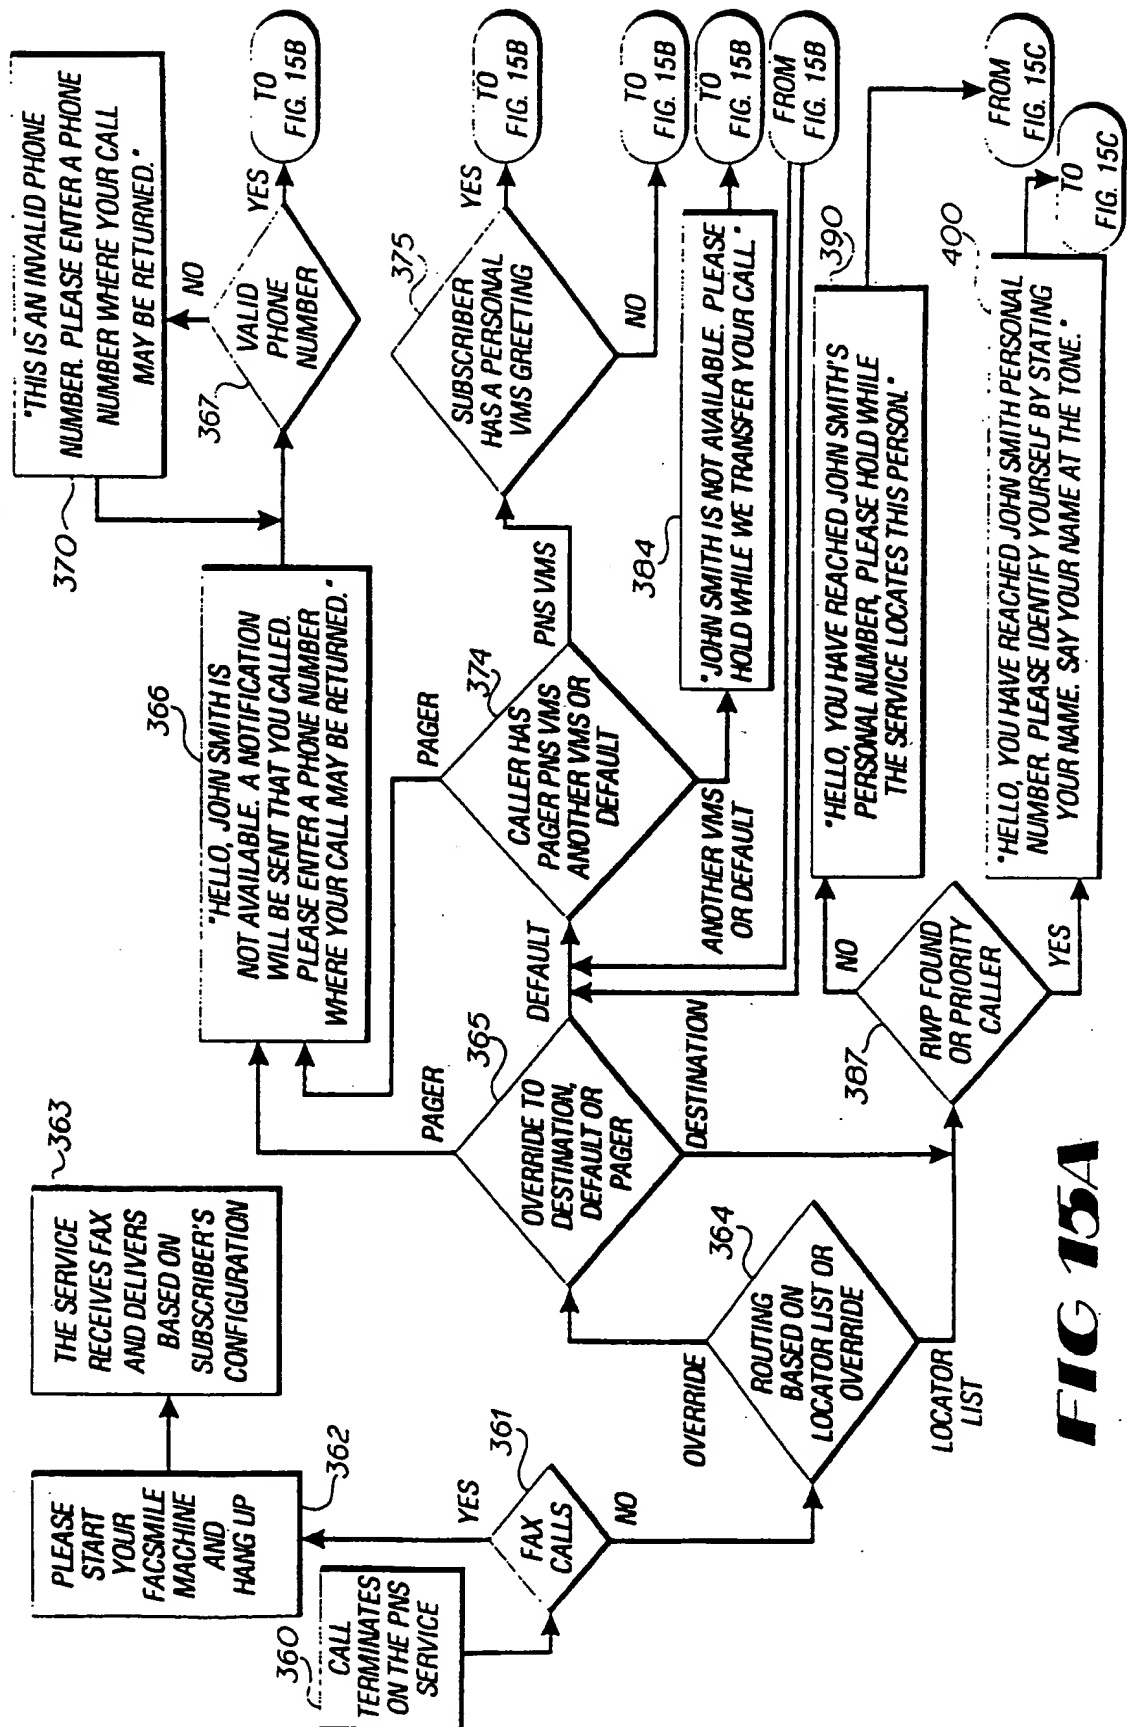 360
CALL
TERMINATES
ON THE PNS
SERVICE
361
FAX
CALLS
YES
NO
362
PLEASE
START
YOUR
FACSMILE
MACHINE
AND
HANG UP
363
THE SERVICE
RECEIVES FAX
AND DELIVERS
BASED ON
SUBSCRIBER'S
CONFIGURATION
364
ROUTING
BASED ON
LOCATOR LIST OR
OVERRIDE
OVERRIDE
LOCATOR
LIST
365
OVERRIDE TO
DESTINATION,
DEFAULT OR
PAGER
PAGER
DEFAULT
DESTINATION
366
"HELLO, JOHN SMITH IS
NOT AVAILABLE. A NOTIFICATION
WILL BE SENT THAT YOU CALLED.
PLEASE ENTER A PHONE NUMBER
WHERE YOUR CALL MAY BE RETURNED."
367
VALID
PHONE
NUMBER
NO
YES
370
"THIS IS AN INVALID PHONE
NUMBER. PLEASE ENTER A PHONE
NUMBER WHERE YOUR CALL
MAY BE RETURNED."
TO
FIG. 15B
374
CALLER HAS
PAGER PNS VMS
ANOTHER VMS OR
DEFAULT
PAGER
PNS VMS
ANOTHER VMS
OR DEFAULT
375
SUBSCRIBER
HAS A PERSONAL
VMS GREETING
YES
NO
TO
FIG. 15B
TO
FIG. 15B
384
"JOHN SMITH IS NOT AVAILABLE. PLEASE
HOLD WHILE WE TRANSFER YOUR CALL"
TO
FIG. 15B
FROM
FIG. 15B
387
RWP FOUND
OR PRIORITY
CALLER
NO
YES
390
"HELLO, YOU HAVE REACHED JOHN SMITH'S
PERSONAL NUMBER, PLEASE HOLD WHILE
THE SERVICE LOCATES THIS PERSON."
FROM
FIG. 15C
400
"HELLO, YOU HAVE REACHED JOHN SMITH PERSONAL
NUMBER. PLEASE IDENTIFY YOURSELF BY STATING
YOUR NAME. SAY YOUR NAME AT THE TONE."
TO
FIG. 15C
FIG 15A